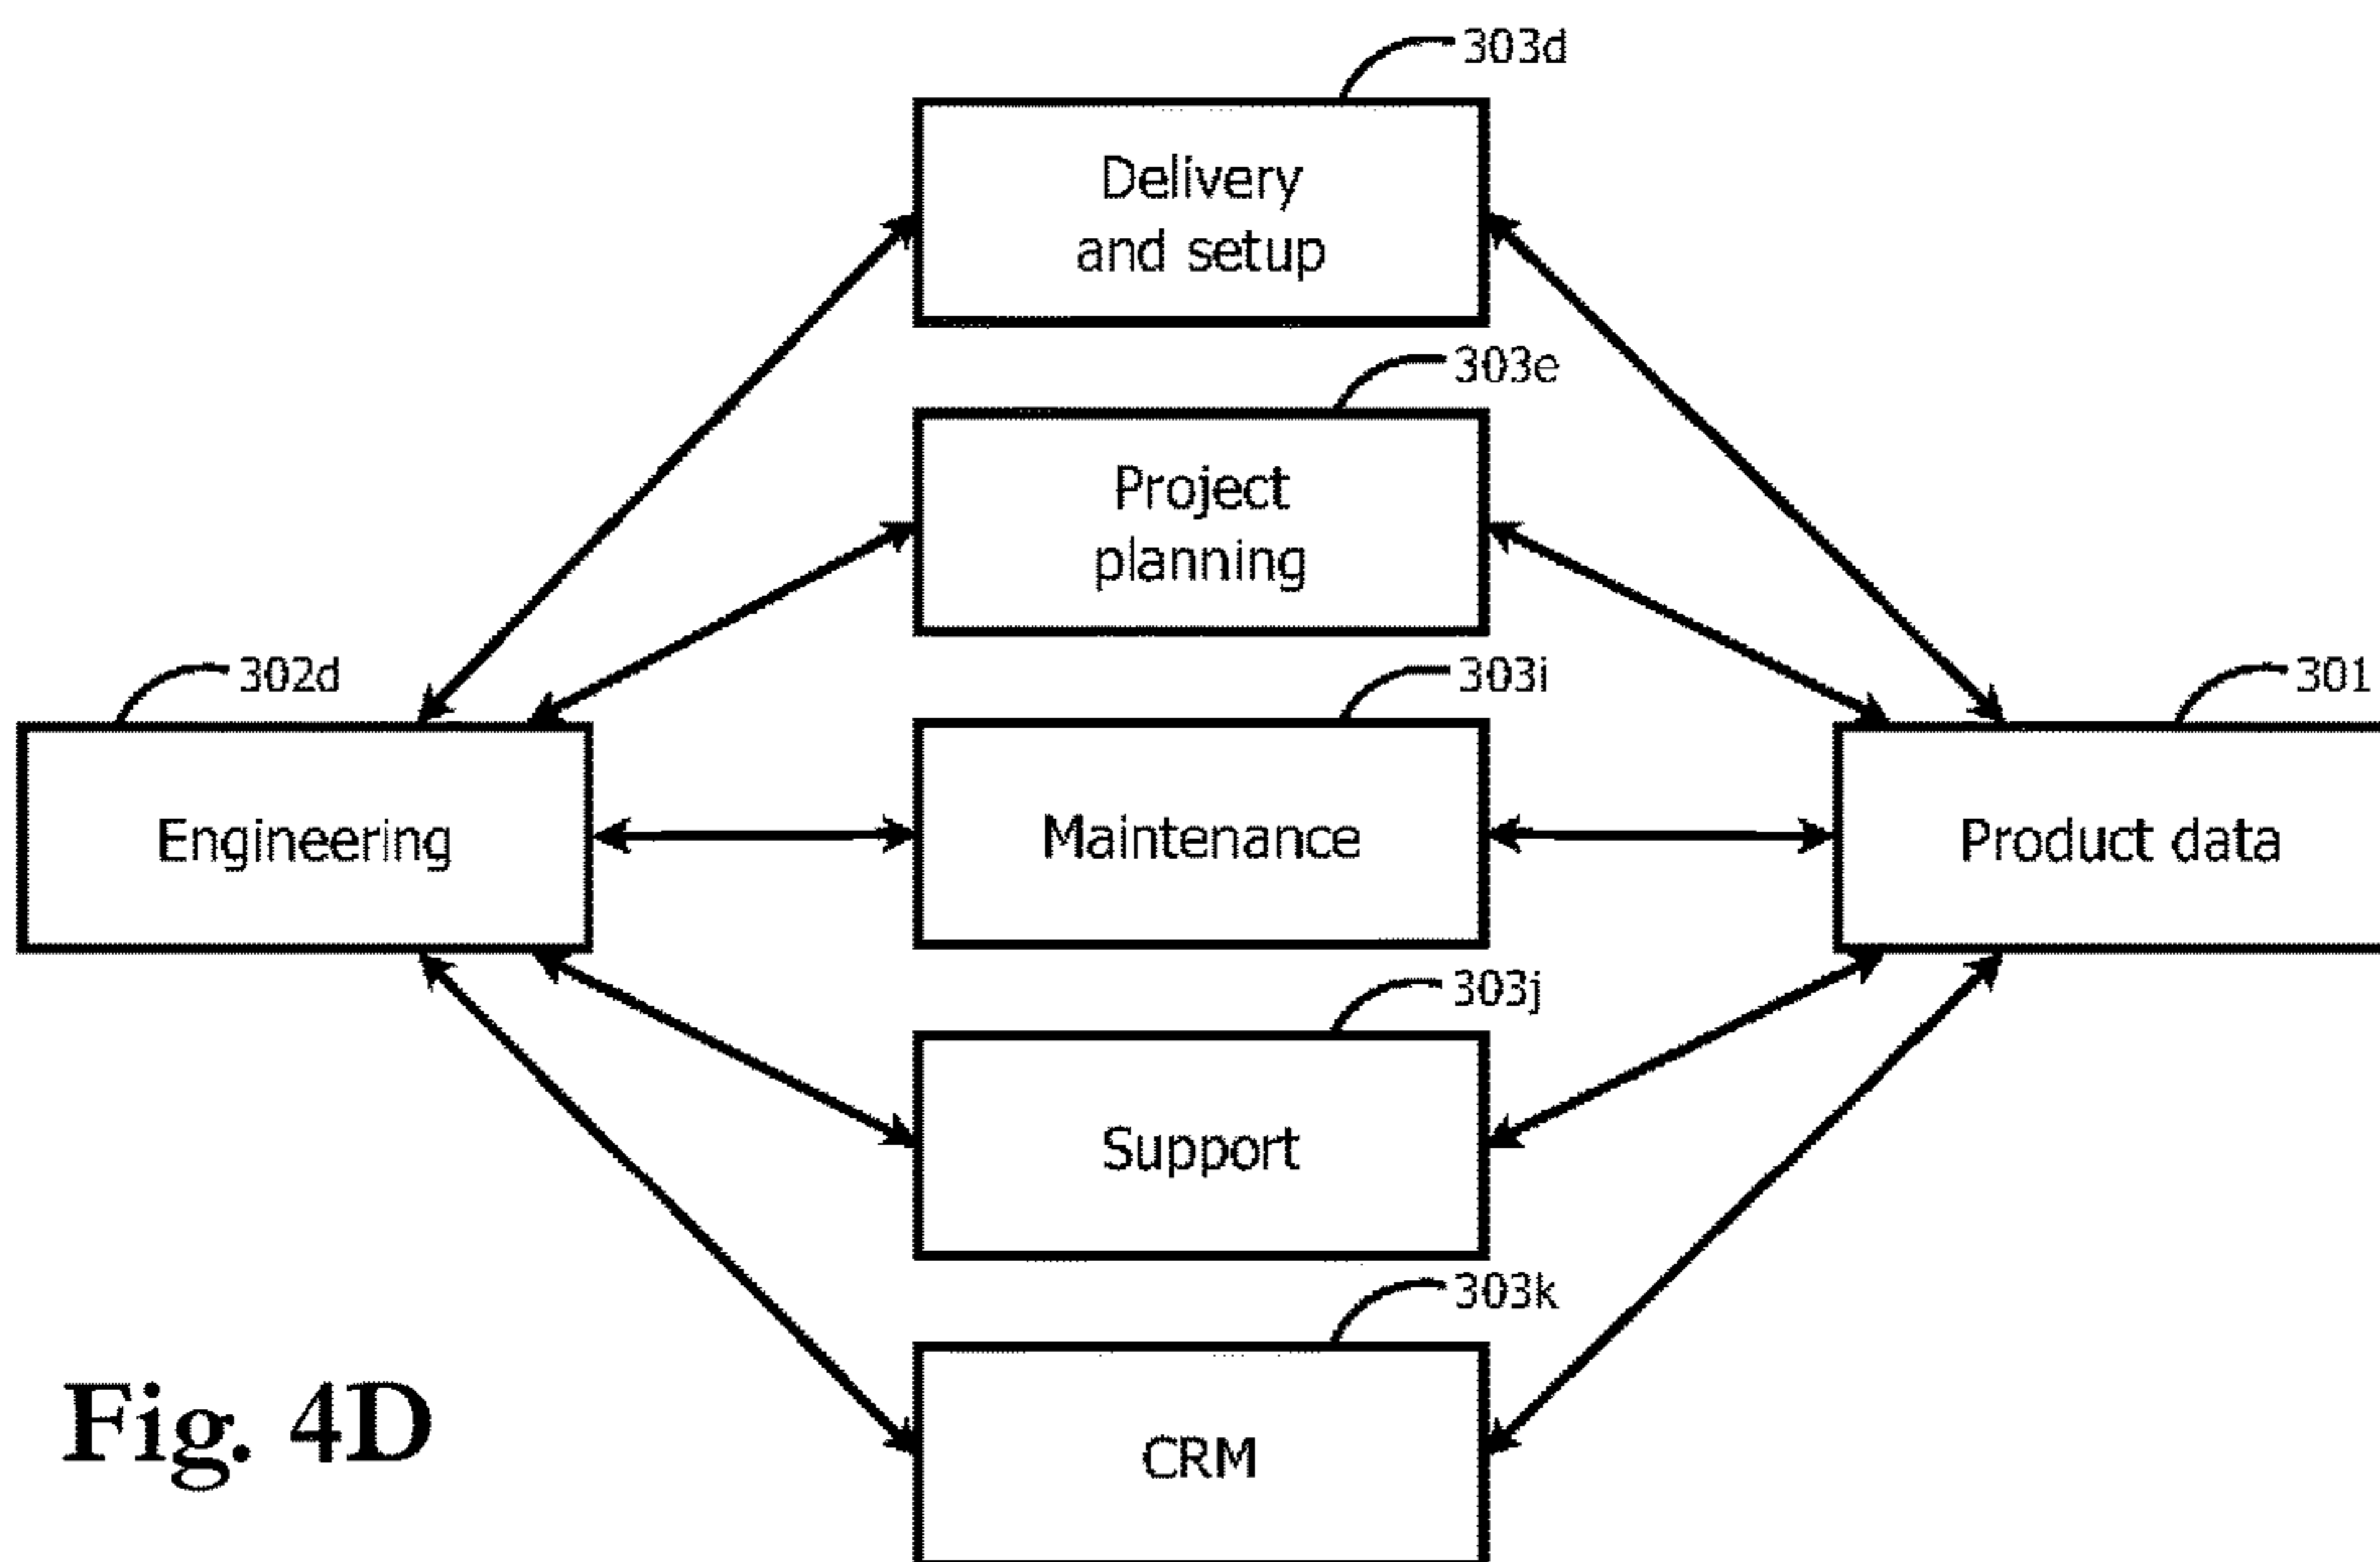 303d
Delivery
and setup
303e
Project
planning
302d
303i
301
Engineering
Maintenance
Product data
303j
Support
303k
CRM
Fig. 4D